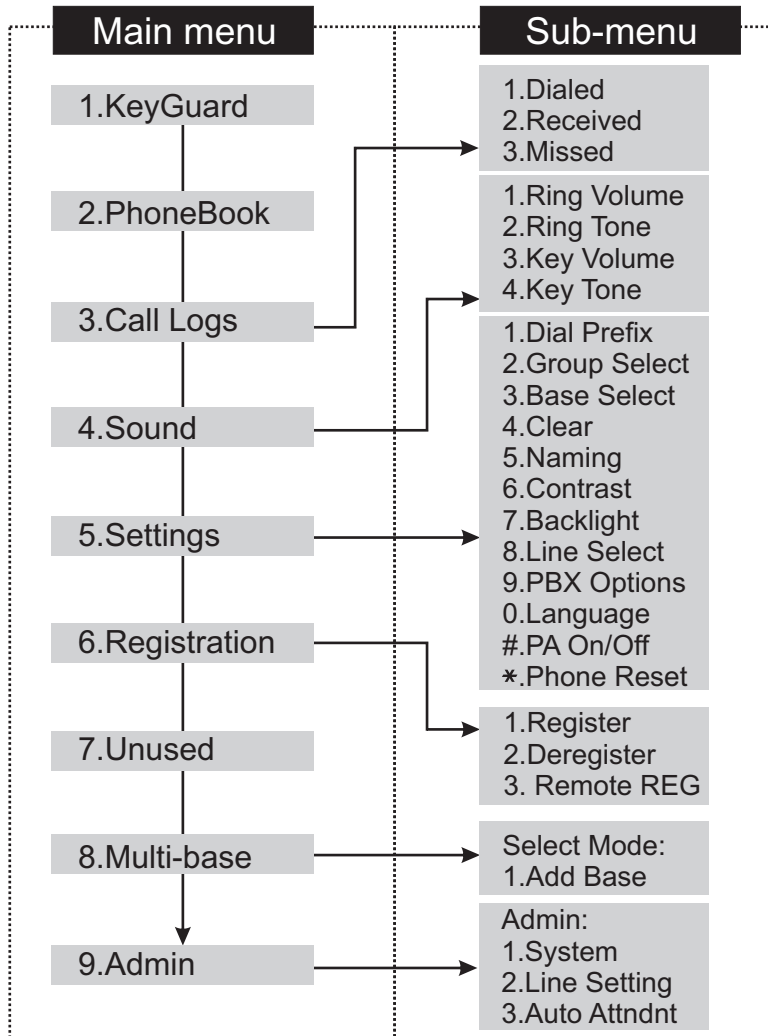 Main menu
1.KeyGuard
2.PhoneBook
3.Call Logs
4.Sound
5.Settings
6.Registration
7.Unused
8.Multi-base
9.Admin
Sub-menu
1.Dialed
2.Received
3.Missed
1.Ring Volume
2.Ring Tone
3.Key Volume
4.Key Tone
1.Dial Prefix
2.Group Select
3.Base Select
4.Clear
5.Naming
6.Contrast
7.Backlight
8.Line Select
9.PBX Options
0.Language
#.PA On/Off
*.Phone Reset
1.Register
2.Deregister
3. Remote REG
Select Mode:
1.Add Base
Admin:
1.System
2.Line Setting
3.Auto Attndnt